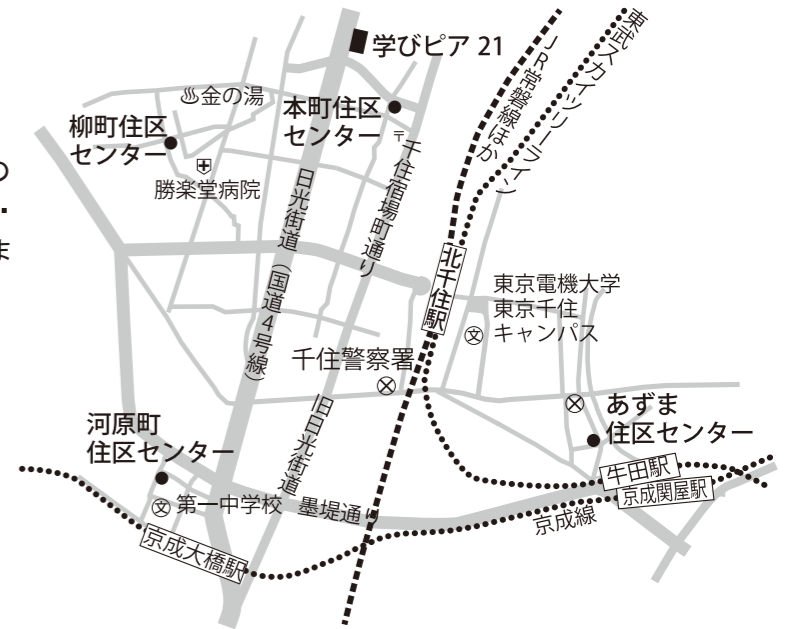 学びピア 21
金の湯
本町住区
センター
柳町住区
センター
勝楽堂病院
JR常磐線ほか
東武スカイツリーライン
千住宿場町通り
日光街道（国道4号線）
北千住駅
東京電機大学
東京千住
キャンパス
文
千住警察署
旧日光街道
あずま
住区センター
河原町
住区センター
文
第一中学校
墨堤通り
牛田駅
京成関屋駅
京成線
京成大橋駅
の
・
ま